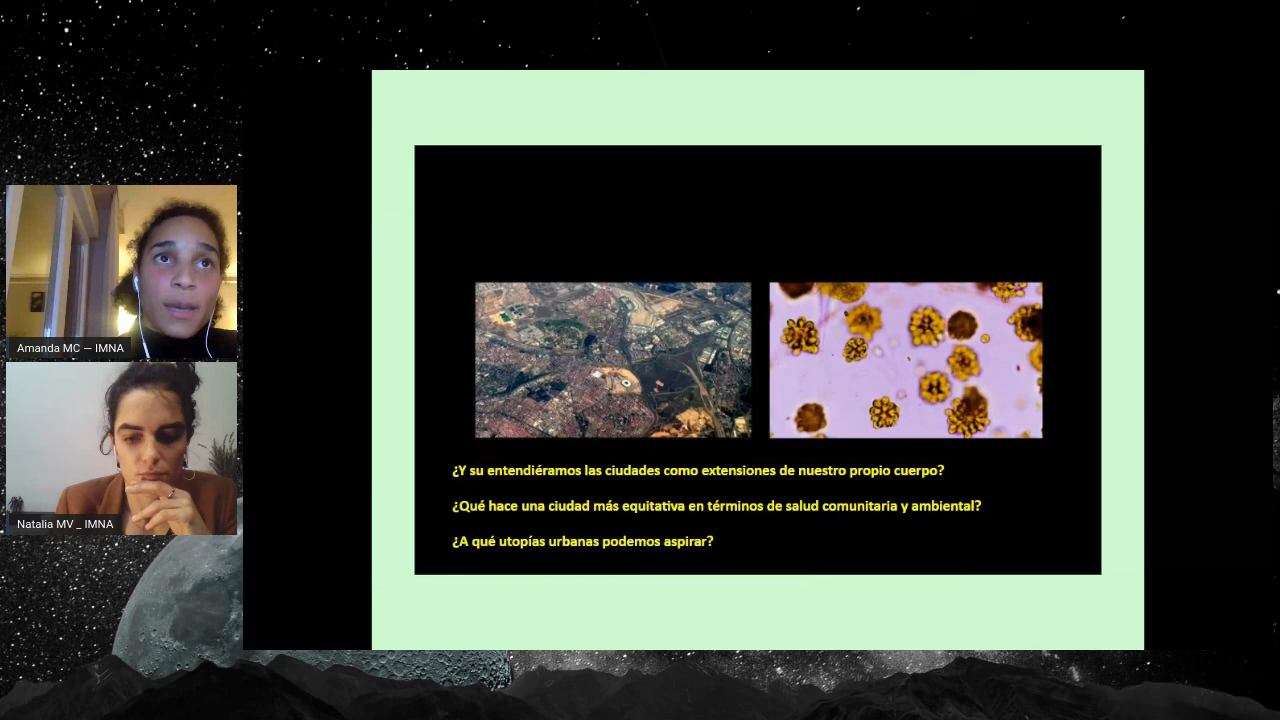 Amanda MC — IMNA
Natalia MV _ IMNA
¿Y su entendiéramos las ciudades como extensiones de nuestro propio cuerpo?
¿Qué hace una ciudad más equitativa en términos de salud comunitaria y ambiental?
¿A qué utopías urbanas podemos aspirar?